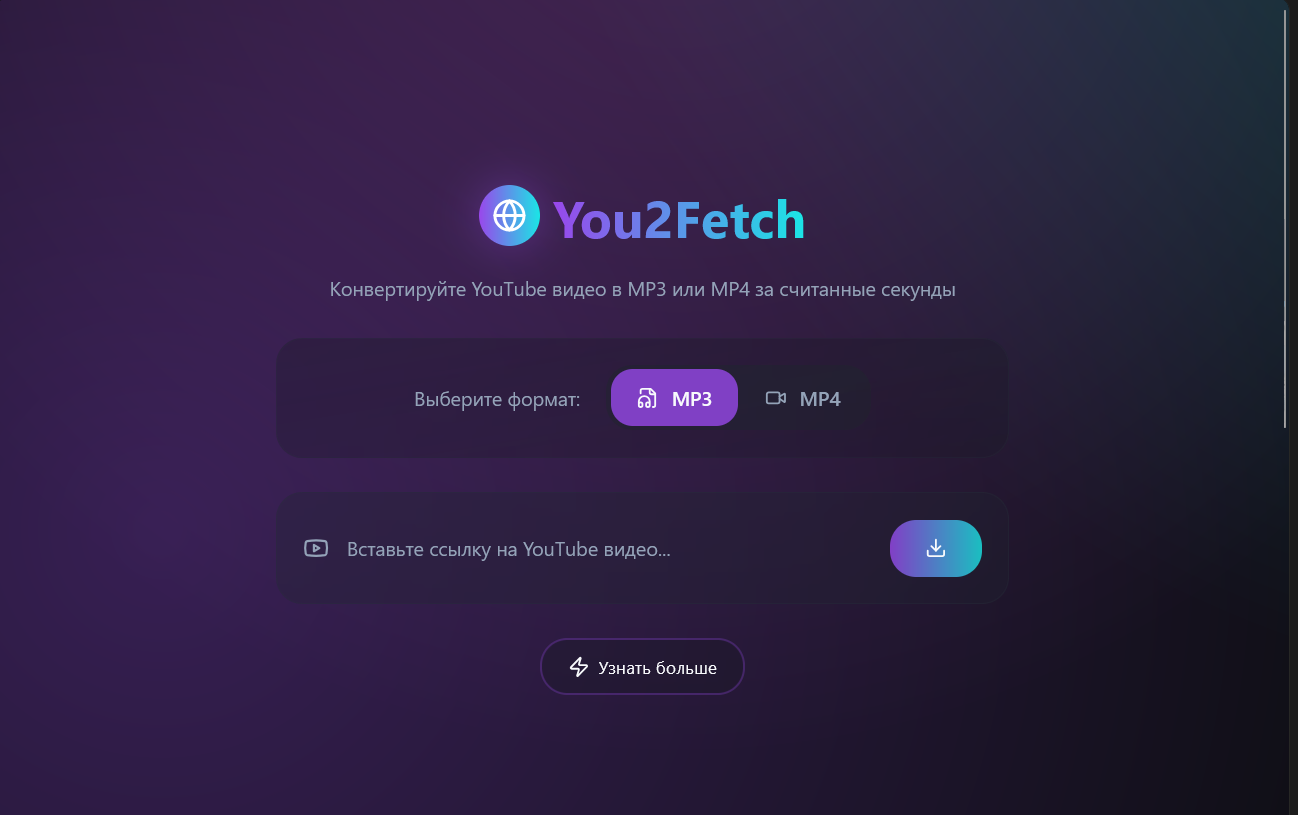 You2Fetch
Конвертируйте YouTube видео в MP3 или MP4 за считанные секунды
Выберите формат: MP3 MP4
Вставьте ссылку на YouTube видео...
Узнать больше